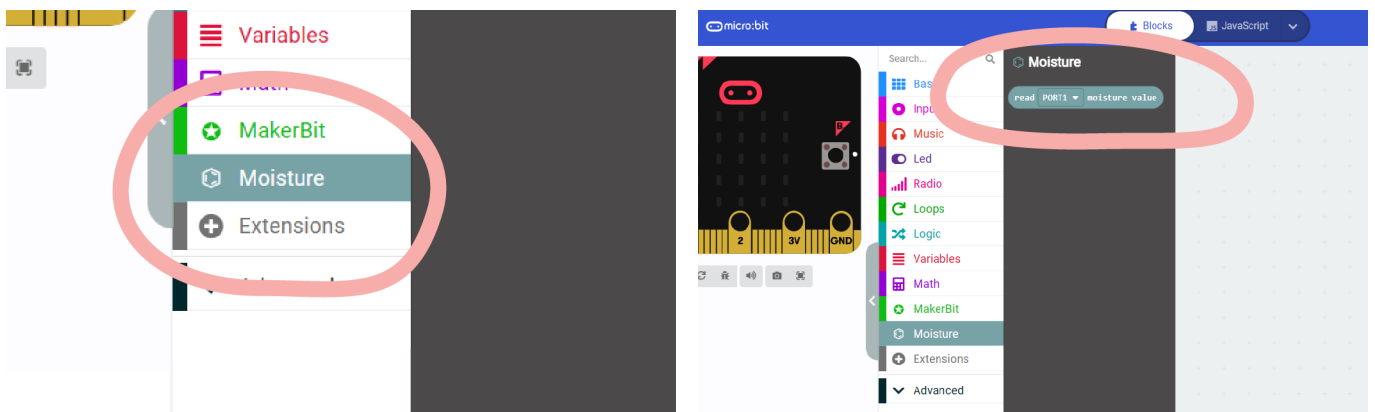 Variables
Math
MakerBit
Moisture
Extensions
micro:bit
Blocks
JavaScript
Search...
Moisture
read PORT1 moisture value
Music
Led
Radio
Loops
Logic
Variables
Math
MakerBit
Moisture
Extensions
Advanced
2
3V
GND
B